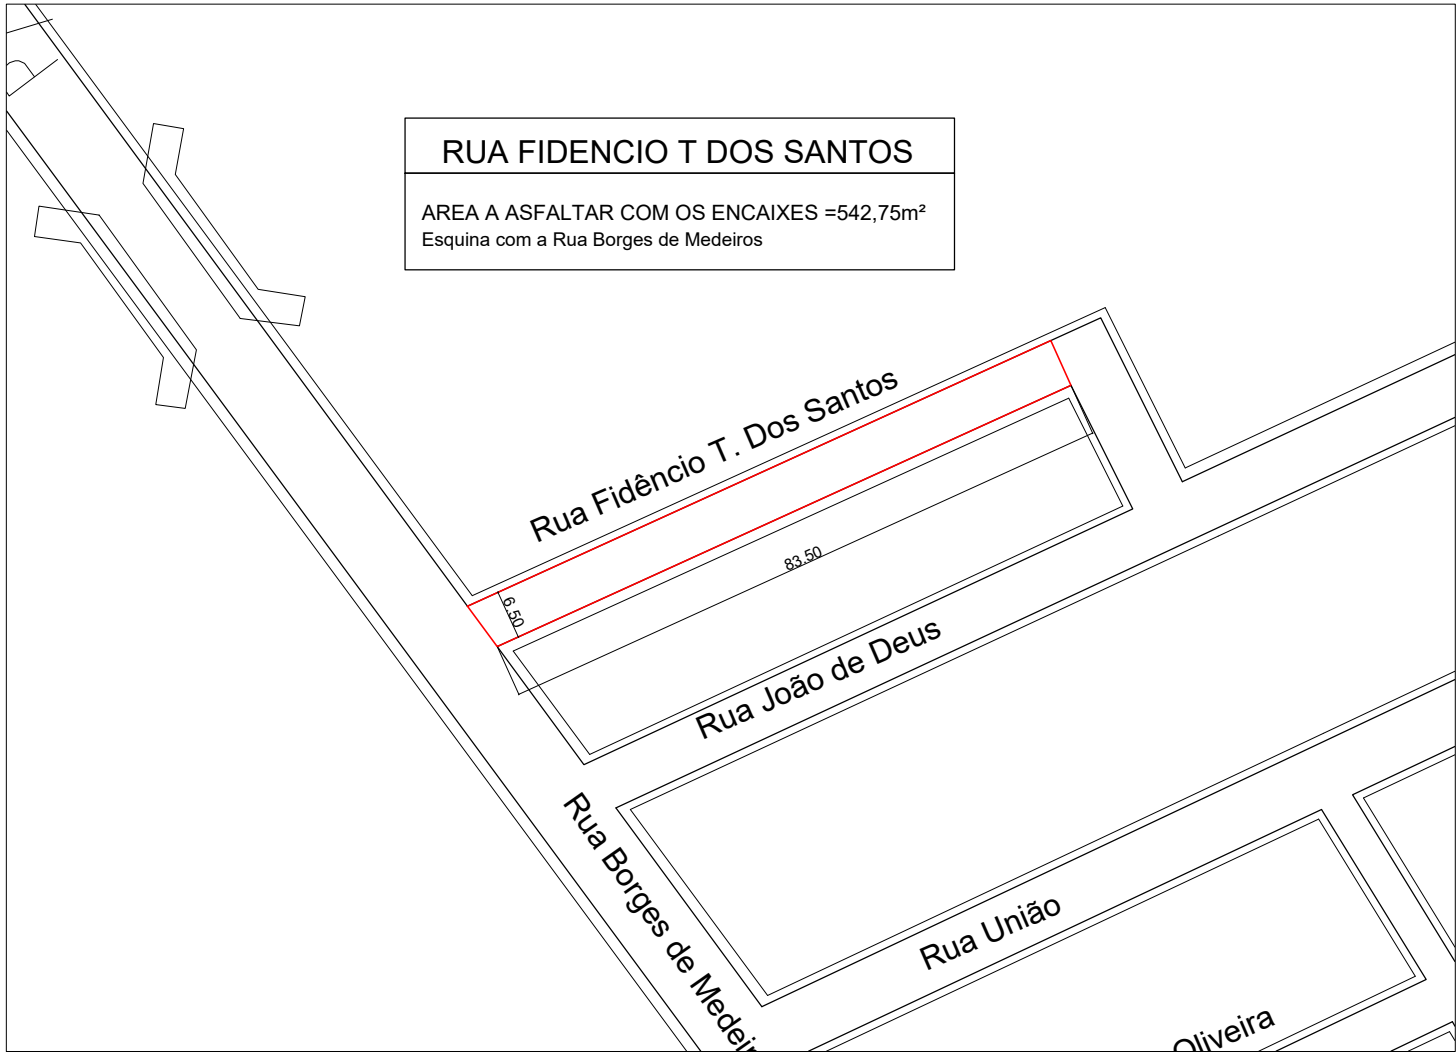 RUA FIDENCIO T DOS SANTOS
AREA A ASFALTAR COM OS ENCAIXES =542,75m²
Esquina com a Rua Borges de Medeiros
Rua Fidêncio T. Dos Santos
83.50
6.50
Rua João de Deus
Rua Borges de Medeir
Rua União
Oliveira